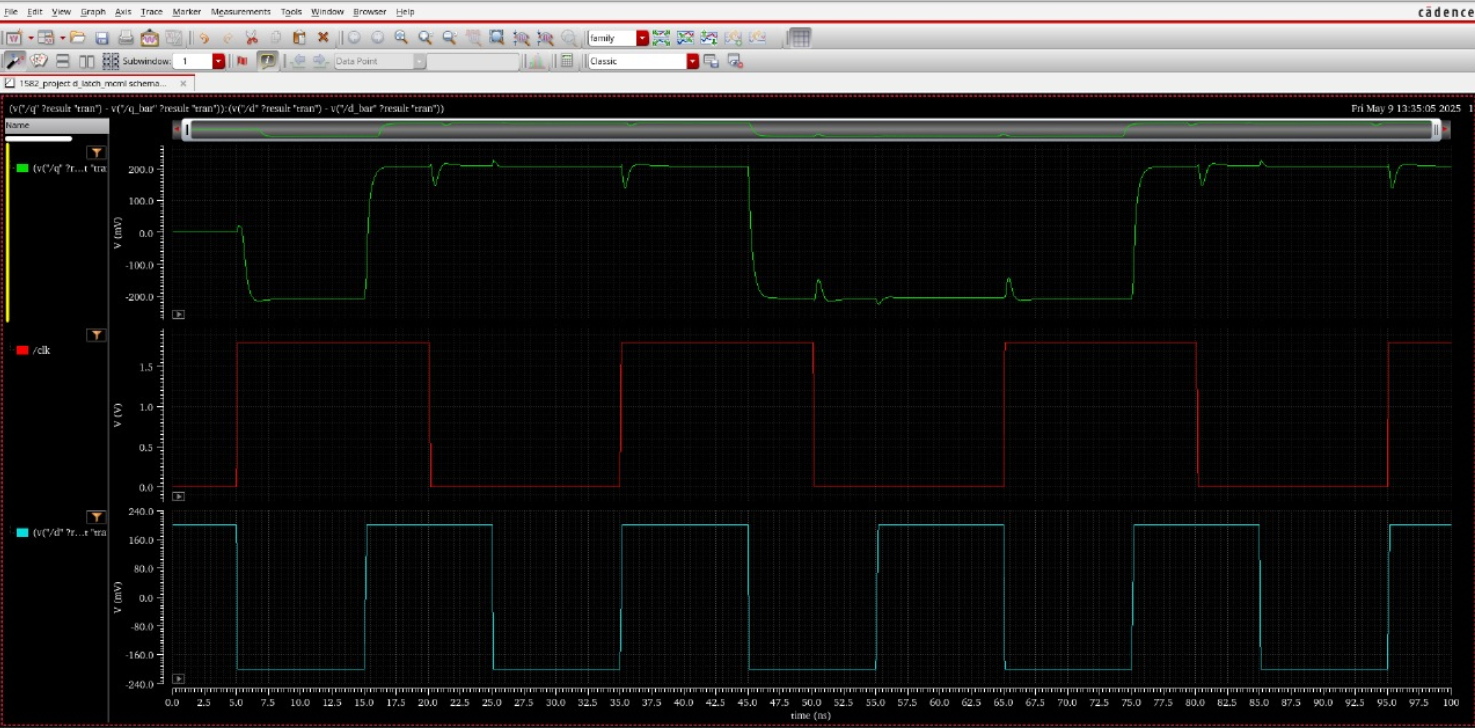 File Edit View Graph Axis Trace Marker Measurements Tools Window Browser Help
cādence
family
Subwindow: 1
Data Point
Classic
1582_project d_latch_mcml schema...
(v("/q" ?result "tran") - v("/q_bar" ?result "tran")):(v("/d" ?result "tran") - v("/d_bar" ?result "tran"))
Fri May 9 13:35:05 2025 1
Name
(v("/q" ?r...t "tra
V (mV)
200.0
100.0
0.0
-100.0
-200.0
/clk
V (V)
1.5
1.0
0.5
0.0
(v("/d" ?r...t "tra
V (mV)
240.0
160.0
80.0
0.0
-80.0
-160.0
-240.0
0.0 2.5 5.0 7.5 10.0 12.5 15.0 17.5 20.0 22.5 25.0 27.5 30.0 32.5 35.0 37.5 40.0 42.5 45.0 47.5 50.0 52.5 55.0 57.5 60.0 62.5 65.0 67.5 70.0 72.5 75.0 77.5 80.0 82.5 85.0 87.5 90.0 92.5 95.0 97.5 100
time (ns)